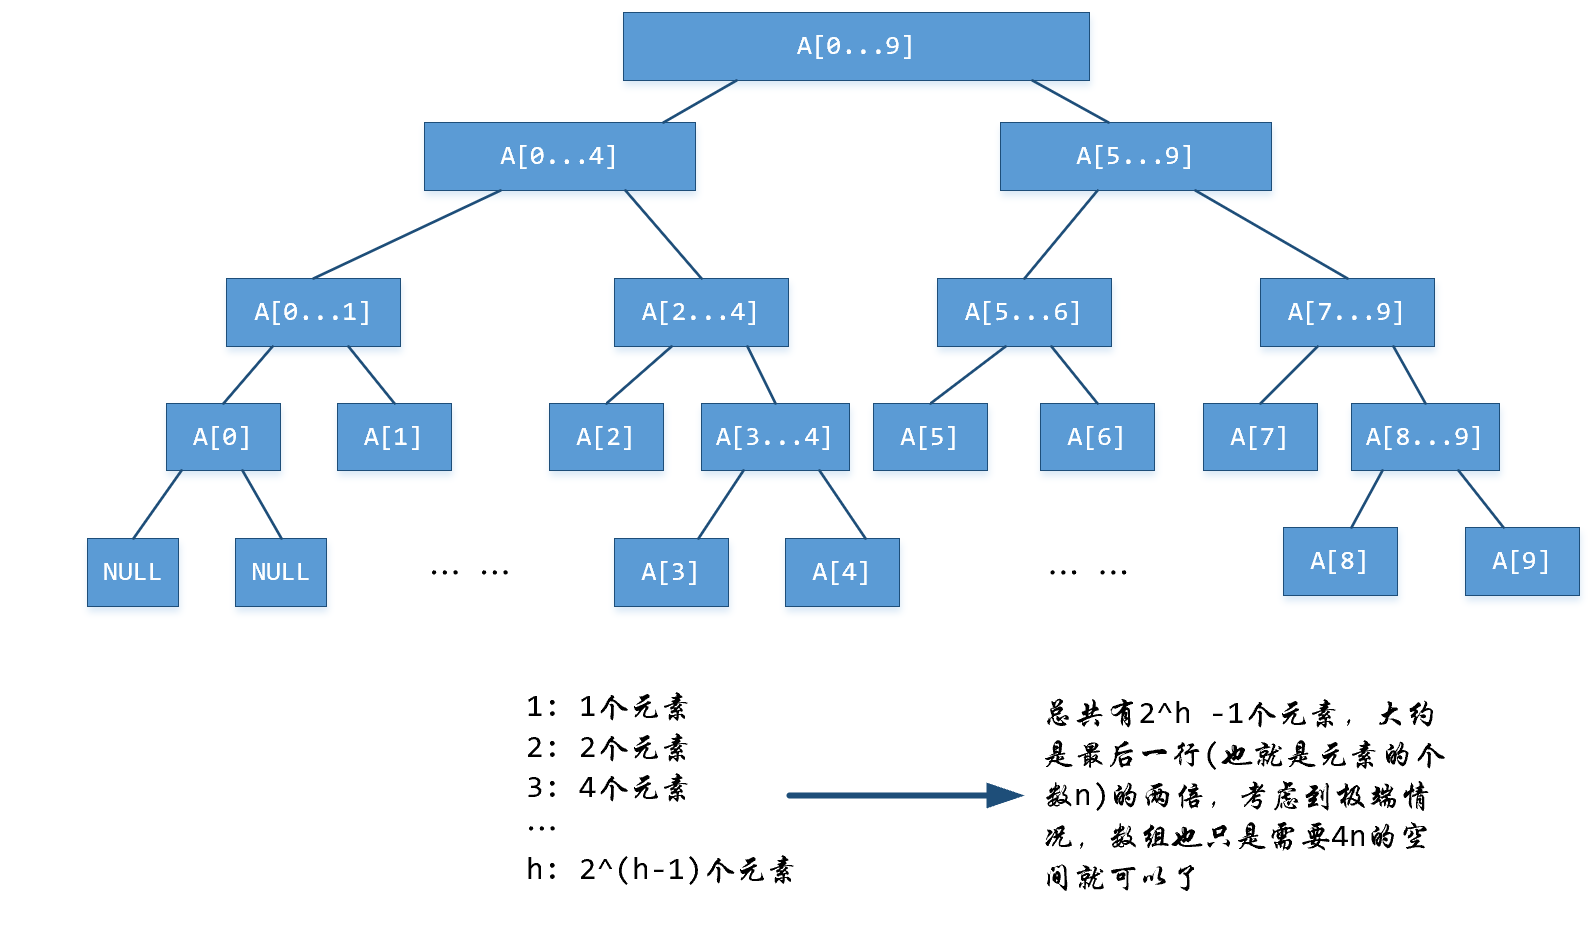 A[0...9]
A[0...4]
A[5...9]
A[0...1]
A[2...4]
A[5...6]
A[7...9]
A[0]
A[1]
A[2]
A[3...4]
A[5]
A[6]
A[7]
A[8...9]
NULL
NULL
... ...
A[3]
A[4]
... ...
A[8]
A[9]
1: 1个元素
2: 2个元素
3: 4个元素
...
h: 2^(h-1)个元素
总共有2^h -1个元素，大约
是最后一行(也就是元素的个
数n)的两倍，考虑到极端情
况，数组也只是需要4n的空
间就可以了